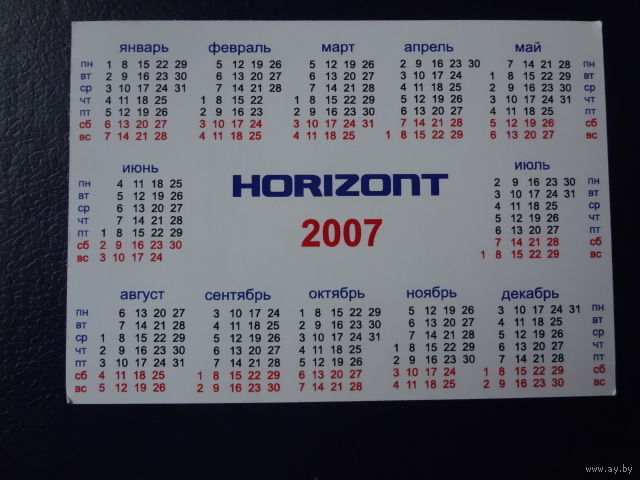 январь февраль март апрель май
пн 1 8 15 22 29 5 12 19 26 5 12 19 26 2 9 16 23 30 7 14 21 28 пн
вт 2 9 16 23 30 6 13 20 27 6 13 20 27 3 10 17 24 1 8 15 22 29 вт
ср 3 10 17 24 31 7 14 21 28 7 14 21 28 4 11 18 25 2 9 16 23 30 ср
чт 4 11 18 25 1 8 15 22 1 8 15 22 29 5 12 19 26 3 10 17 24 31 чт
пт 5 12 19 26 2 9 16 23 2 9 16 23 30 6 13 20 27 4 11 18 25 пт
сб 6 13 20 27 3 10 17 24 3 10 17 24 31 7 14 21 28 5 12 19 26 сб
вс 7 14 21 28 4 11 18 25 4 11 18 25 1 8 15 22 29 6 13 20 27 вс
июнь июль
пн 4 11 18 25 2 9 16 23 30 пн
вт 5 12 19 26 3 10 17 24 31 вт
ср 6 13 20 27 4 11 18 25 ср
чт 7 14 21 28 5 12 19 26 чт
пт 1 8 15 22 29 6 13 20 27 пт
сб 2 9 16 23 30 7 14 21 28 сб
вс 3 10 17 24 1 8 15 22 29 вс
HORIZONT
2007
август сентябрь октябрь ноябрь декабрь
пн 6 13 20 27 3 10 17 24 1 8 15 22 29 5 12 19 26 3 10 17 24 31 пн
вт 7 14 21 28 4 11 18 25 2 9 16 23 30 6 13 20 27 4 11 18 25 вт
ср 1 8 15 22 29 5 12 19 26 3 10 17 24 31 7 14 21 28 5 12 19 26 ср
чт 2 9 16 23 30 6 13 20 27 4 11 18 25 1 8 15 22 29 6 13 20 27 чт
пт 3 10 17 24 31 7 14 21 28 5 12 19 26 2 9 16 23 30 7 14 21 28 пт
сб 4 11 18 25 1 8 15 22 29 6 13 20 27 3 10 17 24 1 8 15 22 29 сб
вс 5 12 19 26 2 9 16 23 30 7 14 21 28 4 11 18 25 2 9 16 23 30 вс
www.ay.by